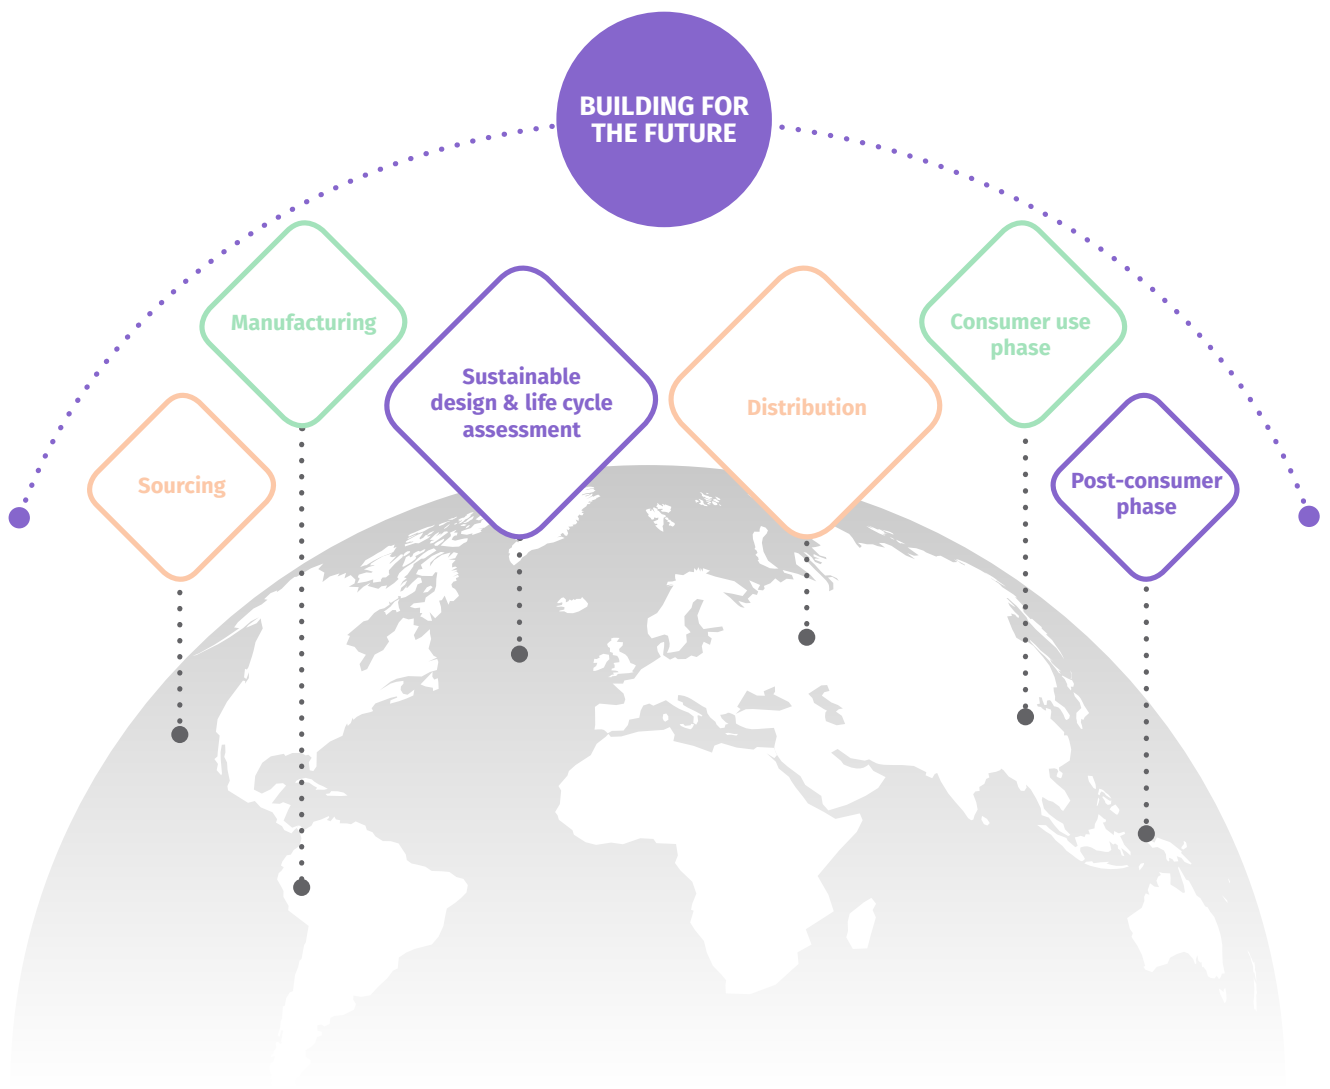 BUILDING FOR
THE FUTURE
Manufacturing
Consumer use
phase
Sustainable
design & life cycle
assessment
Distribution
Sourcing
Post-consumer
phase